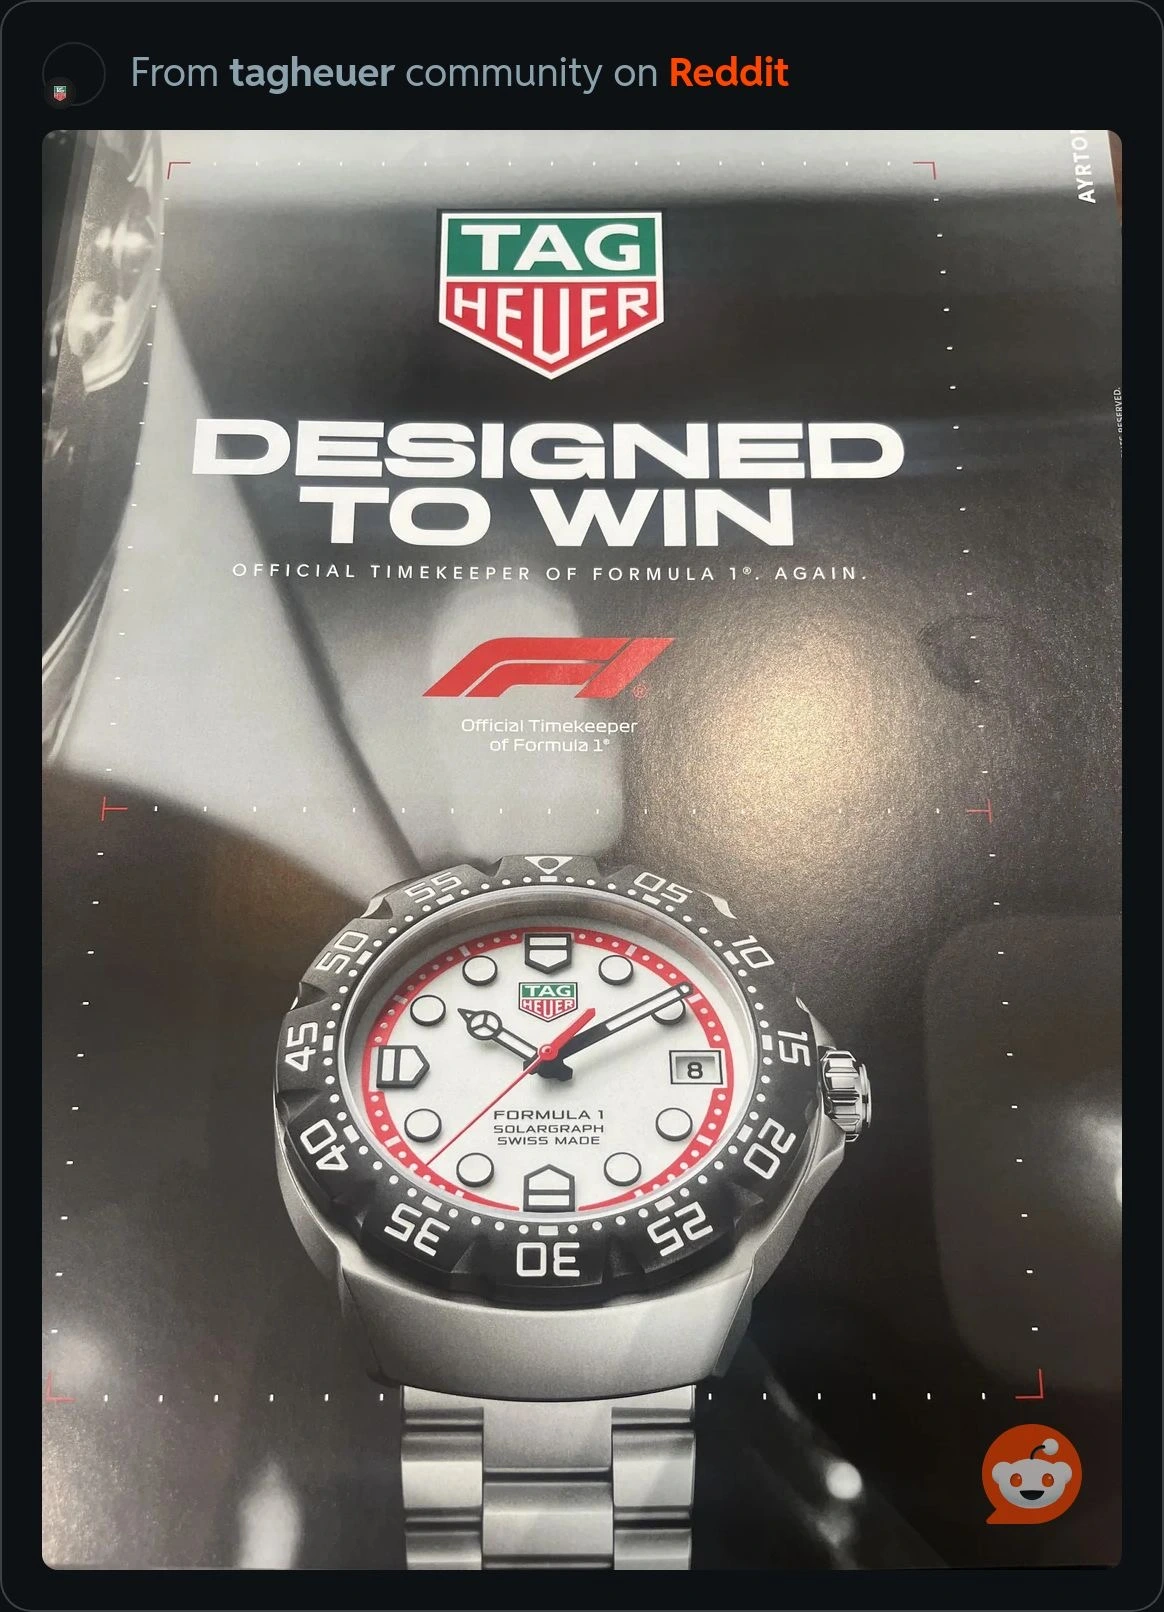 From tagheuer community on Reddit
AYRTO
TAG
HEUER
DESIGNED
TO WIN
OFFICIAL TIMEKEEPER OF FORMULA 1®. AGAIN.
RESERVED.
F1®
Official Timekeeper
of Formula 1®
55
05
50
10
45
15
40
20
35
25
30
TAG
HEUER
8
FORMULA 1
SOLARGRAPH
SWISS MADE